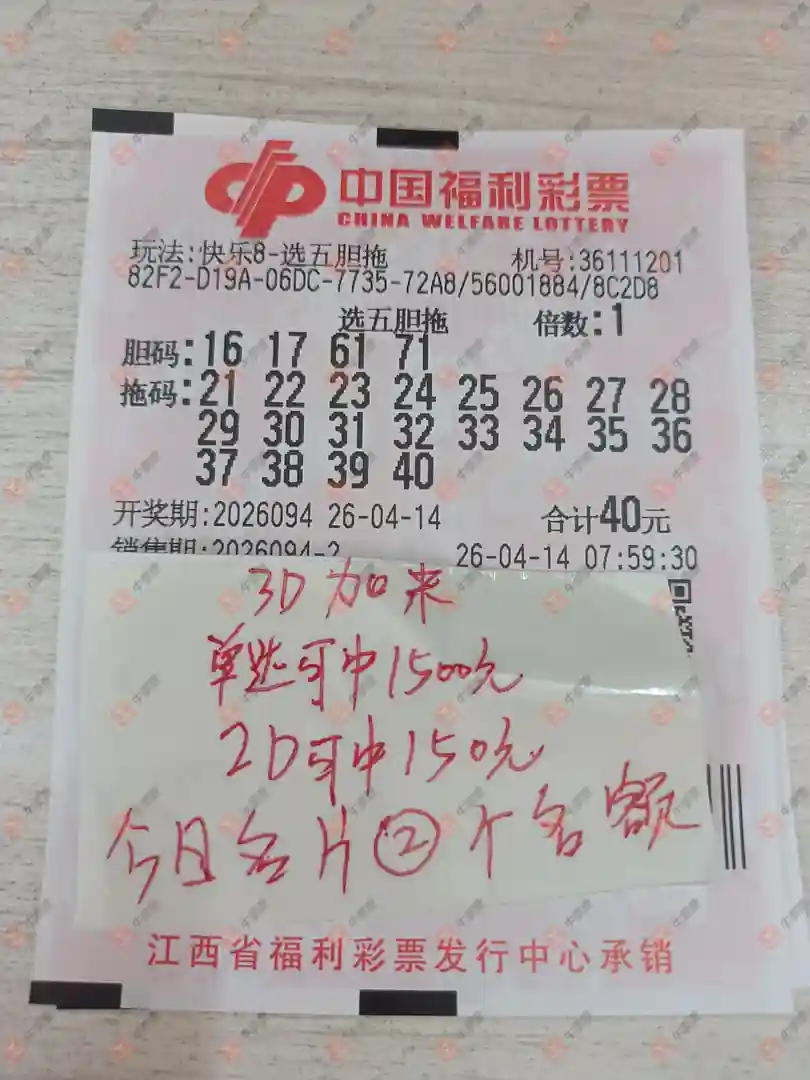 中国福利彩票
CHINA WELFARE LOTTERY
玩法:快乐8-选五胆拖 机号:36111201
82F2-D19A-06DC-7735-72A8/56001884/8C2D8
选五胆拖 倍数:1
胆码:16 17 61 71
拖码:21 22 23 24 25 26 27 28
29 30 31 32 33 34 35 36
37 38 39 40
开奖期:2026094 26-04-14 合计40元
销售期:2026094-2 26-04-14 07:59:30
3D加来
单选可中1500元
2D可中150元
今日名片②个名额
江西省福利彩票发行中心承销